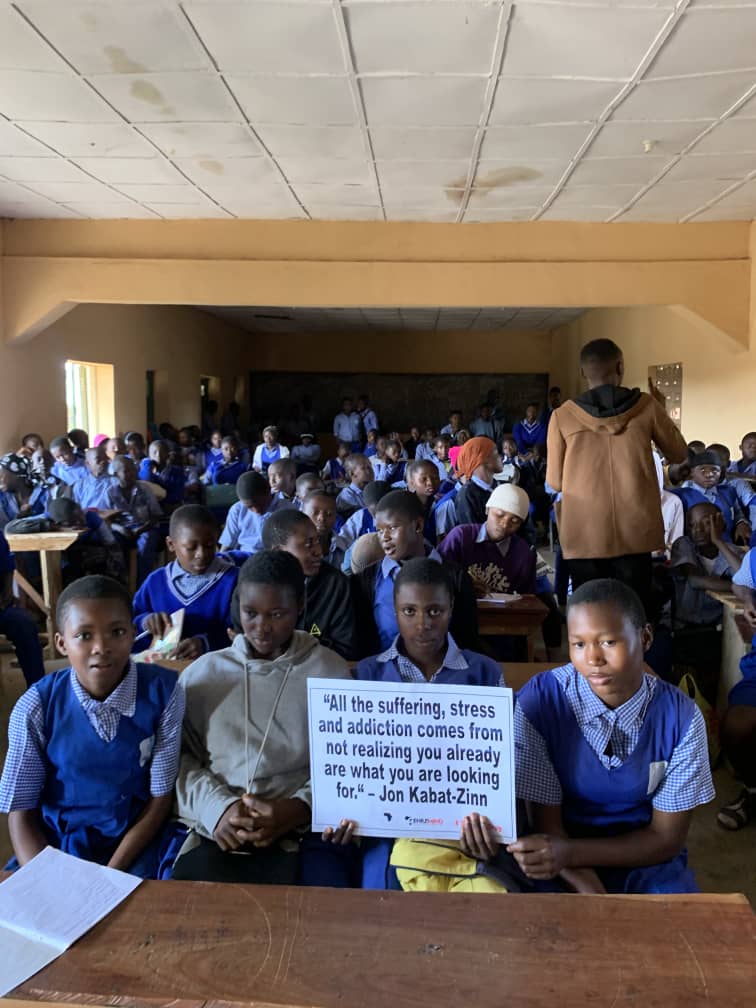 “All the suffering, stress
and addiction comes from
not realizing you already
are what you are looking
for.“ – Jon Kabat-Zinn